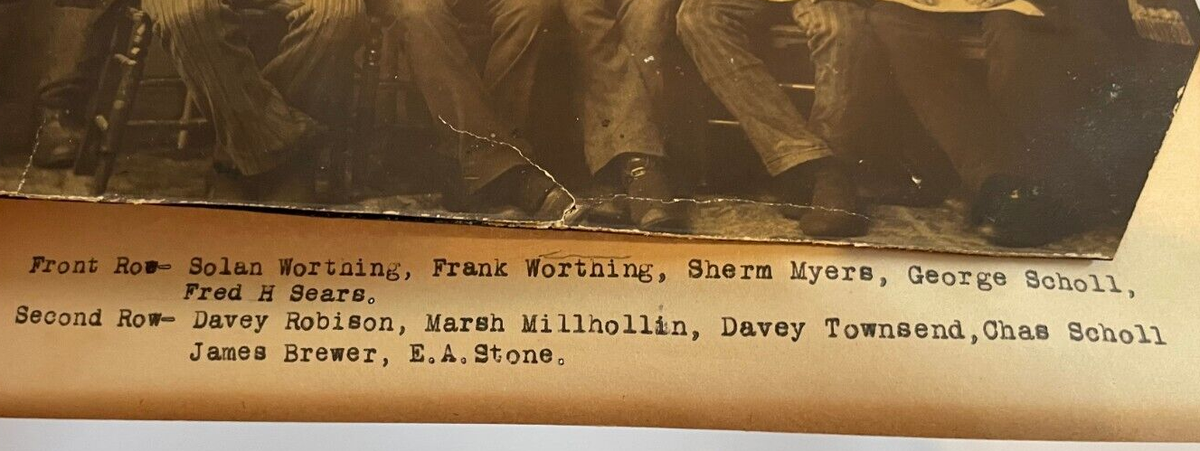 Front Row- Solan Worthing, Frank Worthing, Sherm Myers, George Scholl,
Fred H Sears.
Second Row- Davey Robison, Marsh Millhollin, Davey Townsend,Chas Scholl
James Brewer, E.A.Stone.